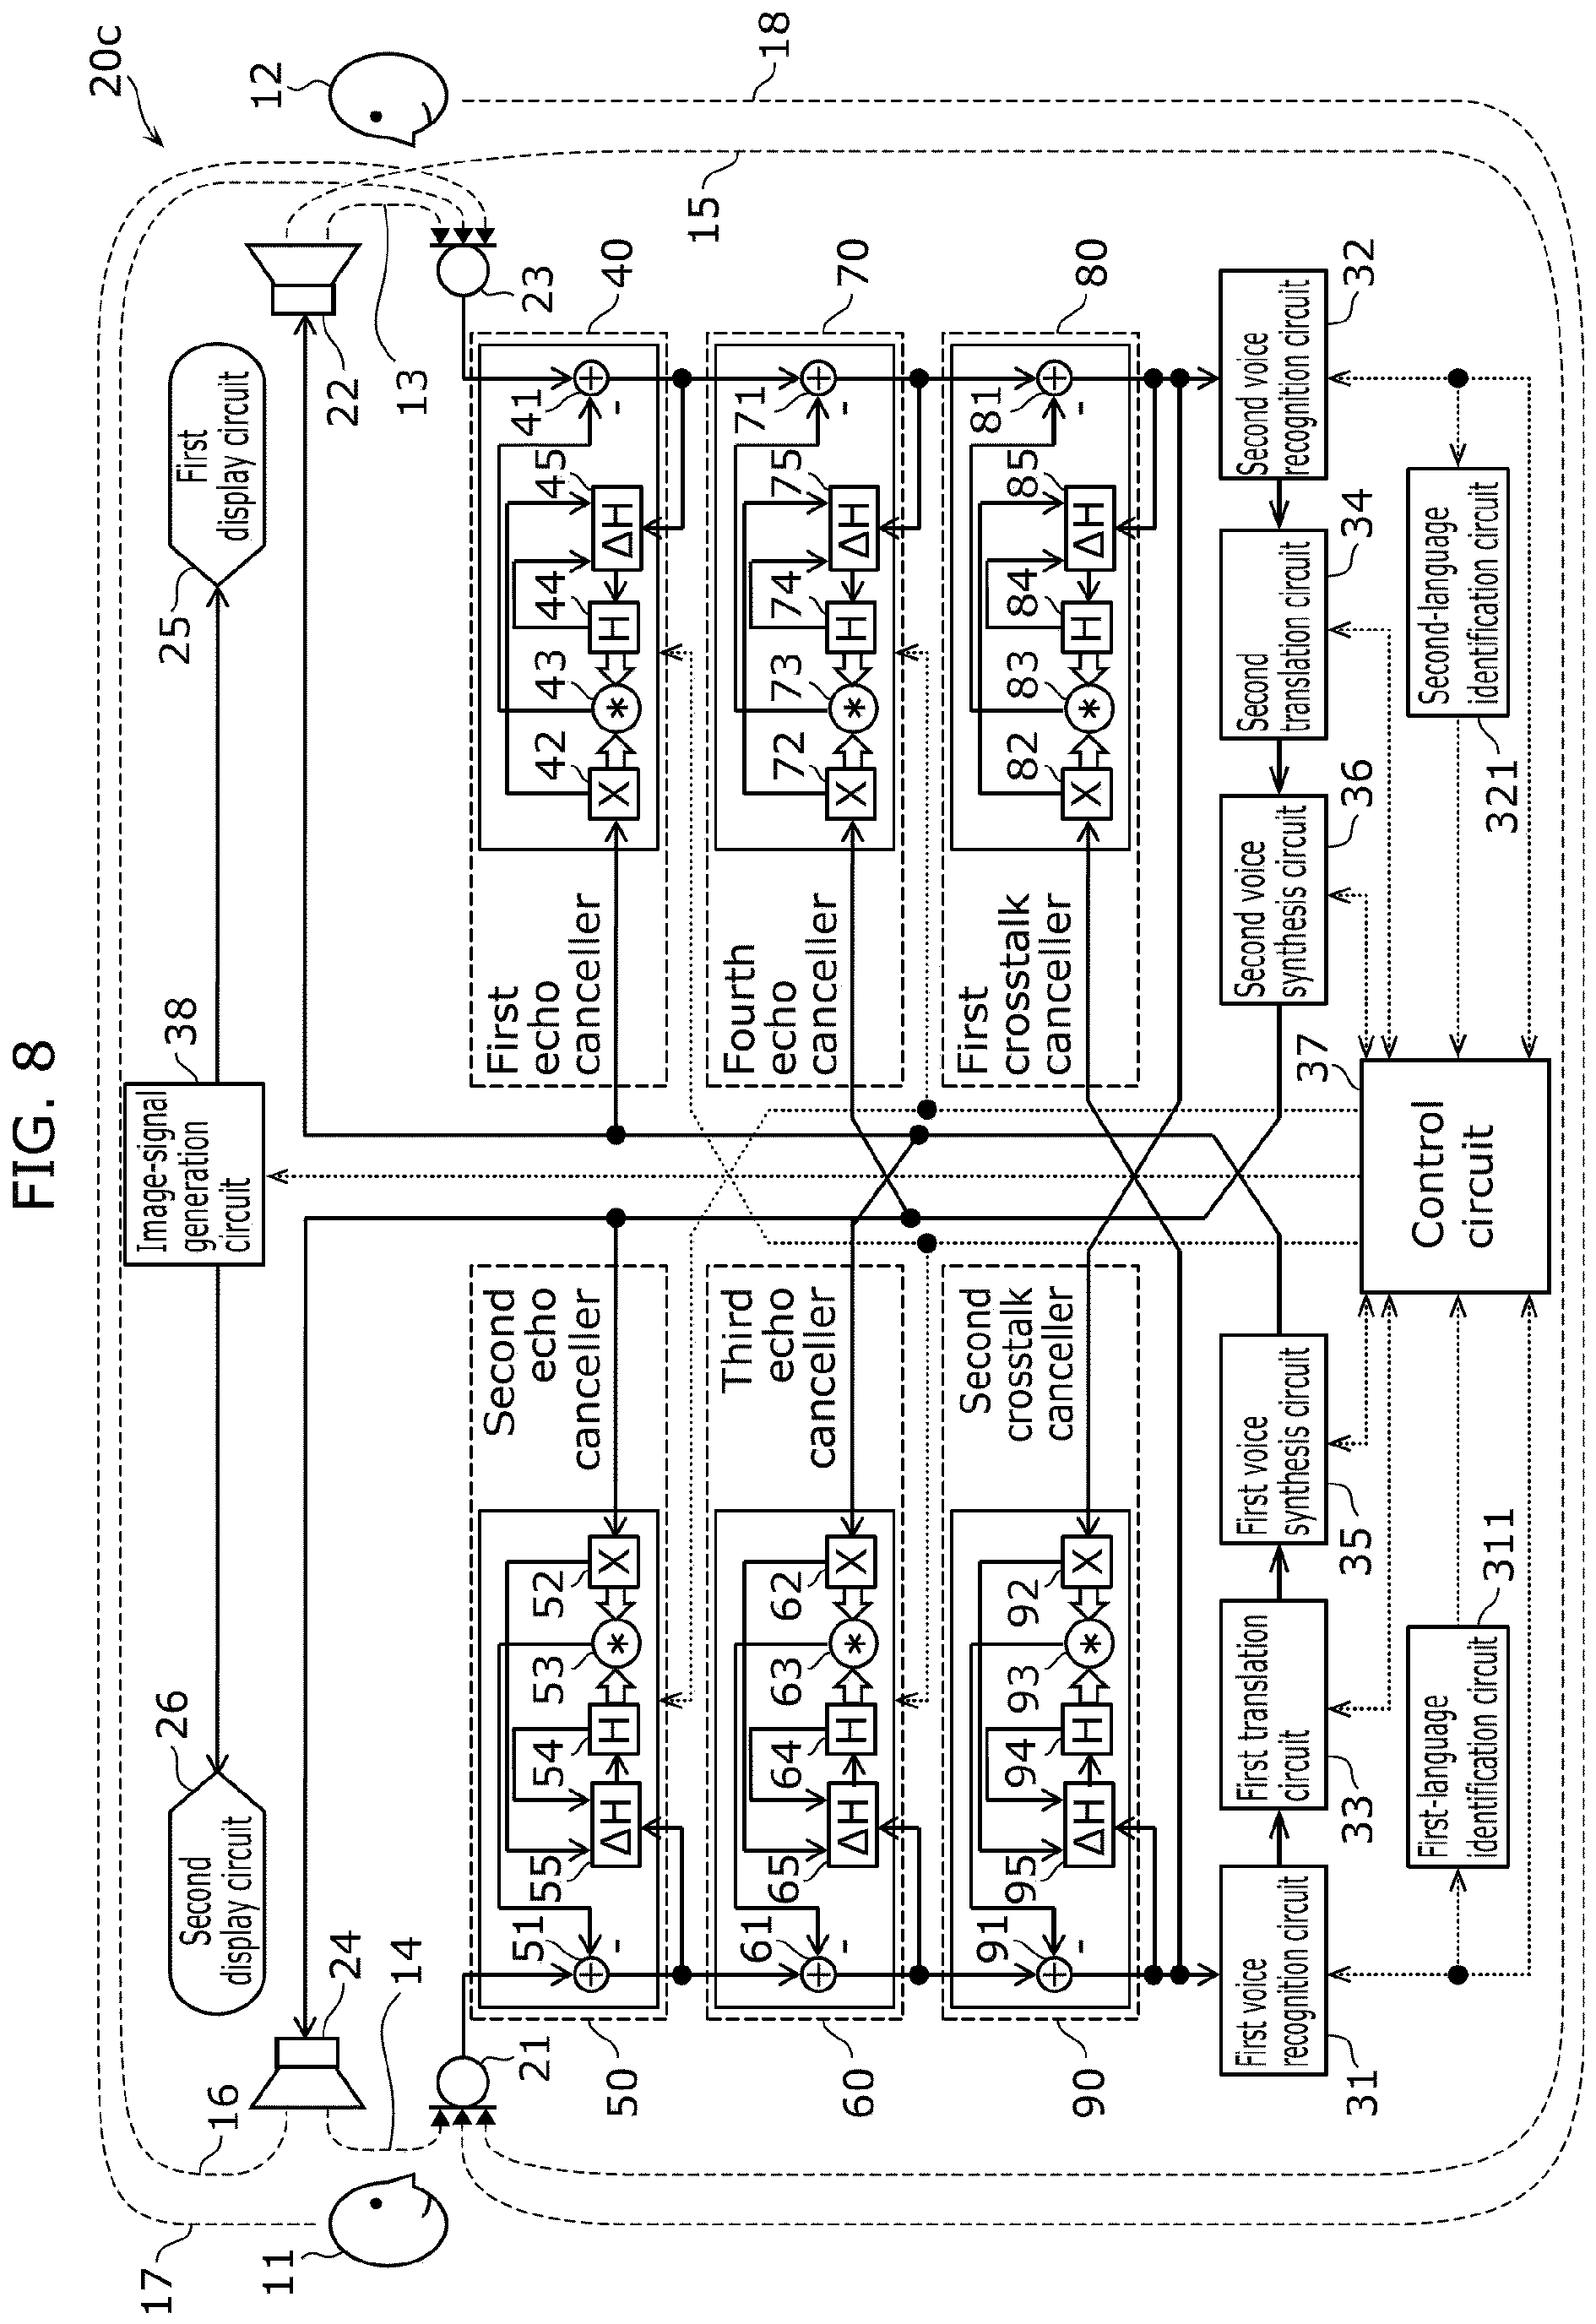 FIG. 8
20c
17
16
18
11
12
26
Second
display circuit
Image-signal
generation
circuit
38
25
First
display circuit
24
14
22
13
15
21
23
50
51
55
54
53
52
-
ΔH
H
*
X
Second
echo
canceller
First
echo
canceller
42
43
44
45
41
40
X
*
H
ΔH
-
60
61
65
64
63
62
-
ΔH
H
*
X
Third
echo
canceller
Fourth
echo
canceller
72
73
74
75
71
70
X
*
H
ΔH
-
90
91
95
94
93
92
-
ΔH
H
*
X
Second
crosstalk
canceller
First
crosstalk
canceller
82
83
84
85
81
80
X
*
H
ΔH
-
First voice
recognition circuit
31
First translation
circuit
33
First voice
synthesis circuit
35
Second voice
synthesis circuit
36
Second
translation circuit
34
Second voice
recognition circuit
32
First-language
identification circuit
311
Control
circuit
37
Second-language
identification circuit
321